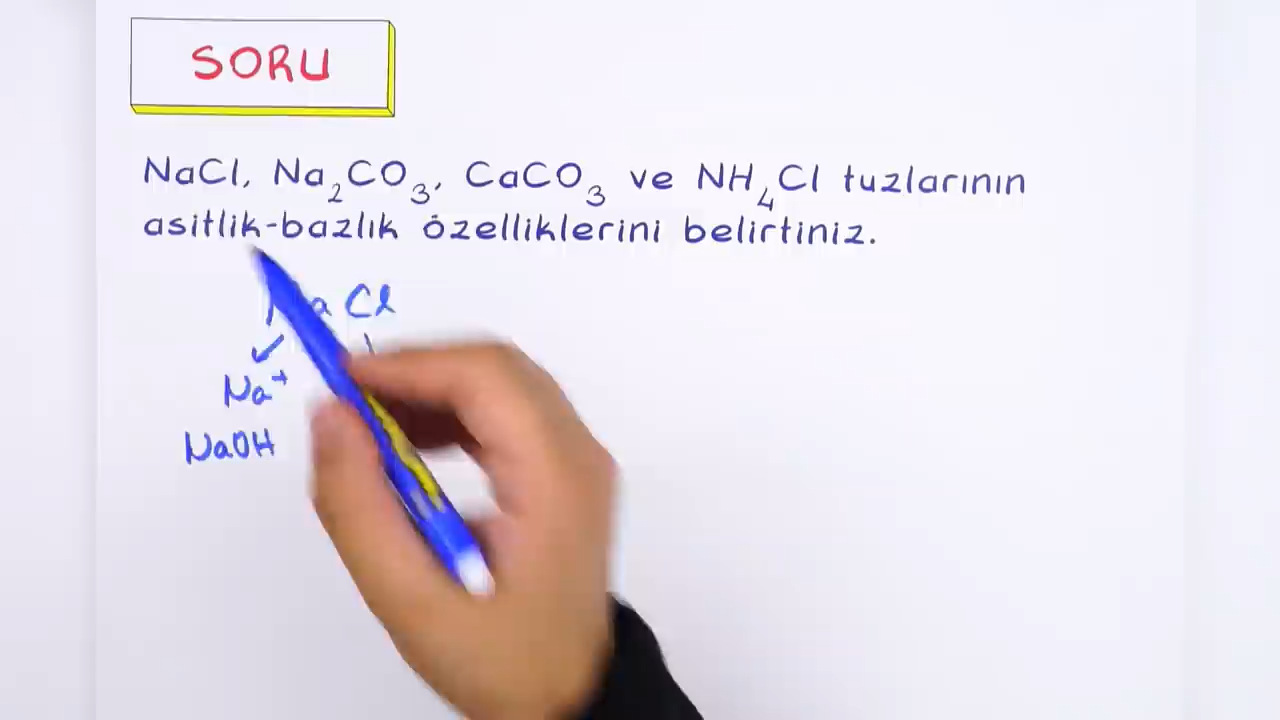 SORU
NaCl, Na₂CO₃, CaCO₃ ve NH₄Cl tuzlarının
asitlik-bazlık özelliklerini belirtiniz.
Cl
Na⁺
NaOH